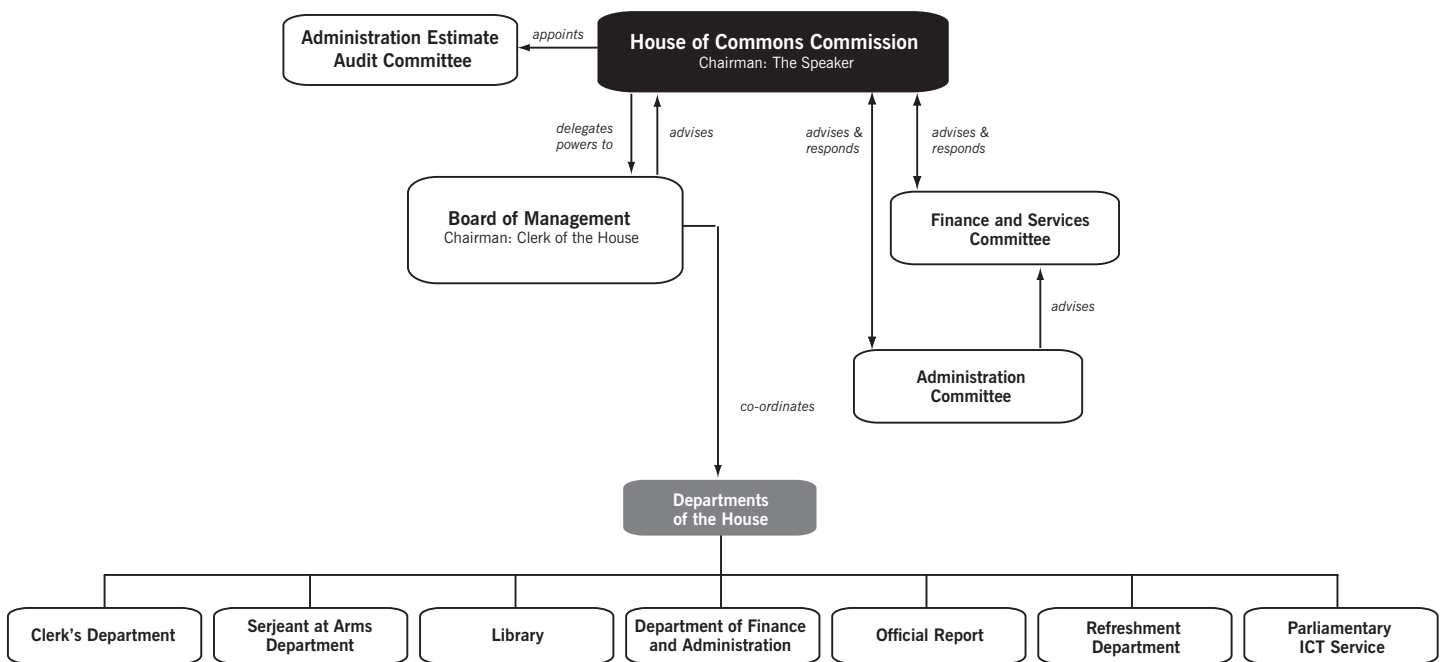 Administration Estimate
Audit Committee
appoints
House of Commons Commission
Chairman: The Speaker
delegates
powers to
advises
advises &
responds
advises &
responds
Board of Management
Chairman: Clerk of the House
Finance and Services
Committee
advises
Administration
Committee
co-ordinates
Departments
of the House
Clerk's Department
Serjeant at Arms
Department
Library
Department of Finance
and Administration
Official Report
Refreshment
Department
Parliamentary
ICT Service